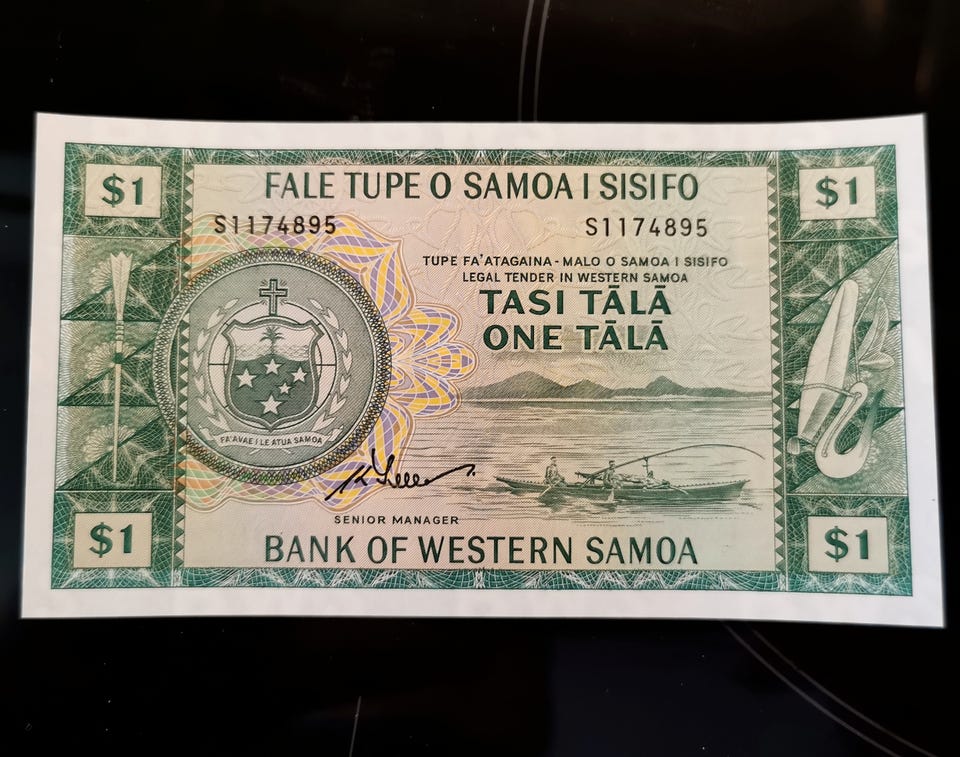 $1
$1
FALE TUPE O SAMOA I SISIFO
S1174895
S1174895
TUPE FA'ATAGAINA - MALO O SAMOA I SISIFO
LEGAL TENDER IN WESTERN SAMOA
TASI TĀLĀ
ONE TĀLĀ
FA'AVAE I LE ATUA SAMOA
SENIOR MANAGER
BANK OF WESTERN SAMOA
$1
$1